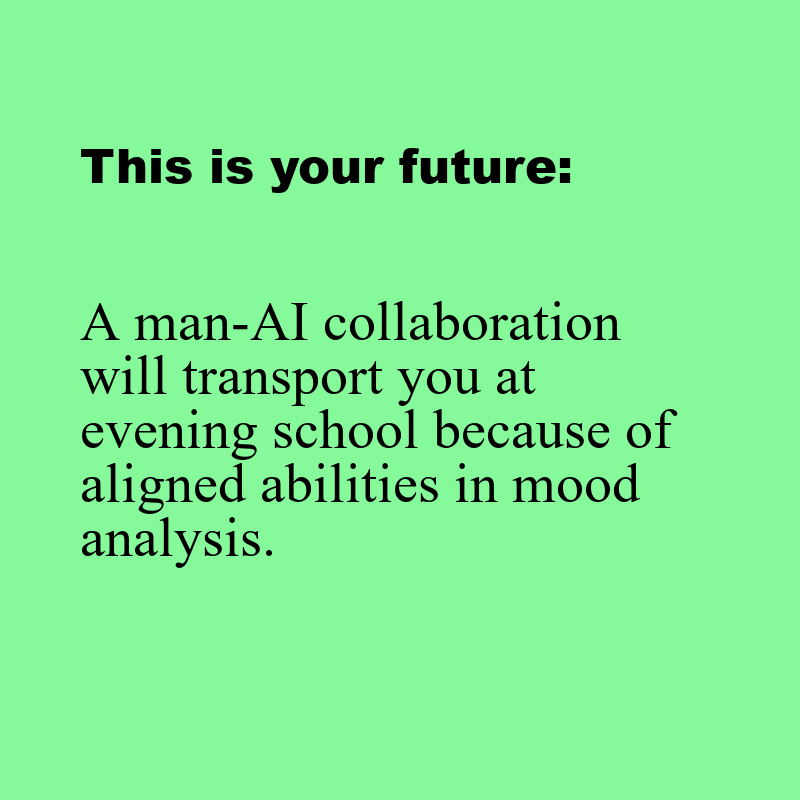 This is your future:
A man-AI collaboration
will transport you at
evening school because of
aligned abilities in mood
analysis.